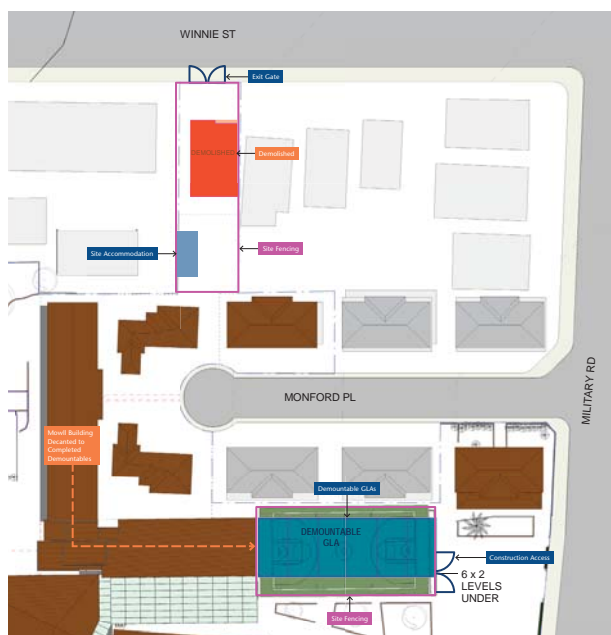 WINNIE ST
Exit Gate
DEMOLISHED
Demolished
Site Accommodation
Site Fencing
MONFORD PL
MILITARY RD
Mowll Building
Decanted to
Completed
Demountables
Demountable GLAs
DEMOUNTABLE
GLA
Construction Access
6 x 2
LEVELS
UNDER
Site Fencing